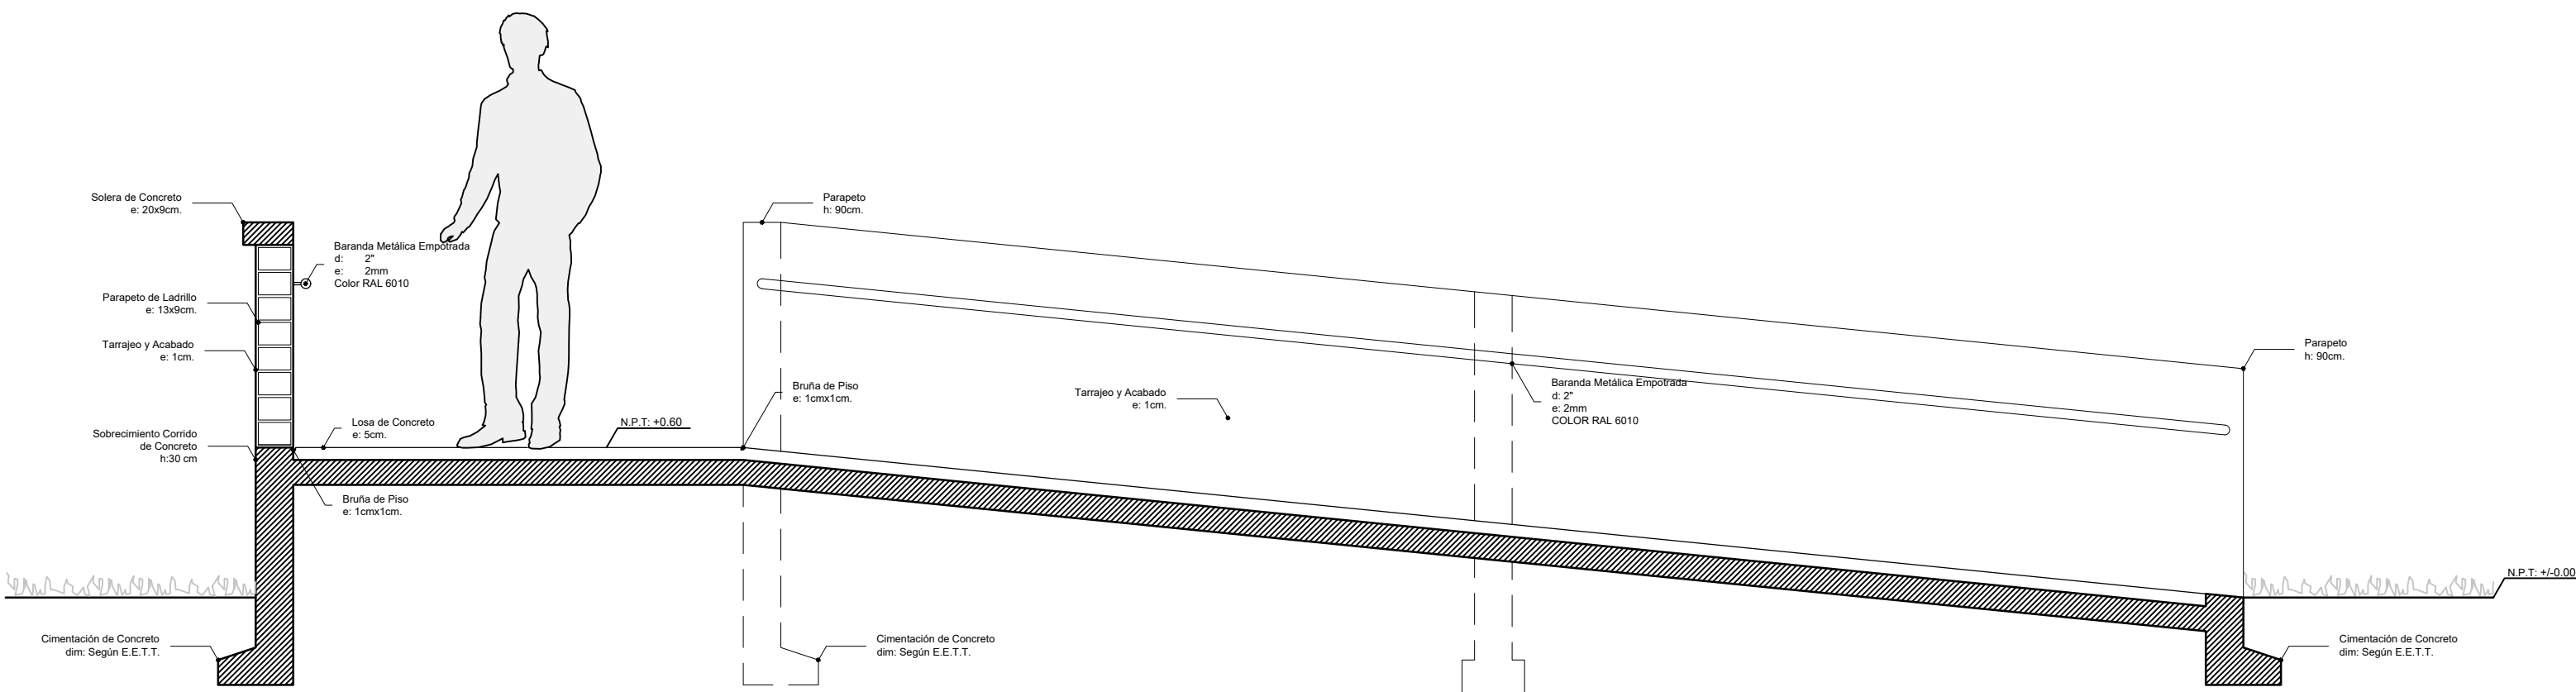 Solera de Concreto
e: 20x9cm.
Baranda Metálica Empotrada
d: 2"
e: 2mm
Color RAL 6010
Parapeto de Ladrillo
e: 13x9cm.
Tarrajeo y Acabado
e: 1cm.
Sobrecimiento Corrido
de Concreto
h:30 cm
Losa de Concreto
e: 5cm.
Bruña de Piso
e: 1cmx1cm.
Cimentación de Concreto
dim: Según E.E.T.T.
N.P.T: +0.60
Parapeto
h: 90cm.
Bruña de Piso
e: 1cmx1cm.
Tarrajeo y Acabado
e: 1cm.
Cimentación de Concreto
dim: Según E.E.T.T.
Baranda Metálica Empotrada
d: 2"
e: 2mm
COLOR RAL 6010
Parapeto
h: 90cm.
N.P.T: +/-0.00
Cimentación de Concreto
dim: Según E.E.T.T.